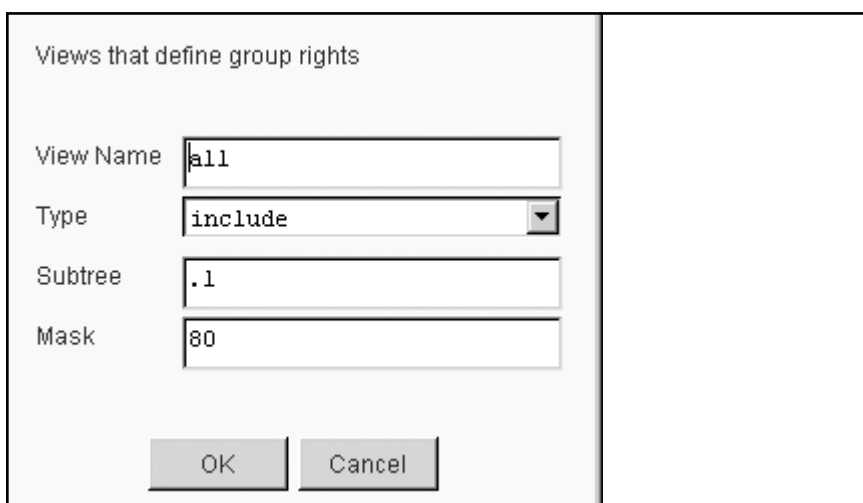 Views that define group rights
View Name all
Type include
Subtree .1
Mask 80
OK Cancel